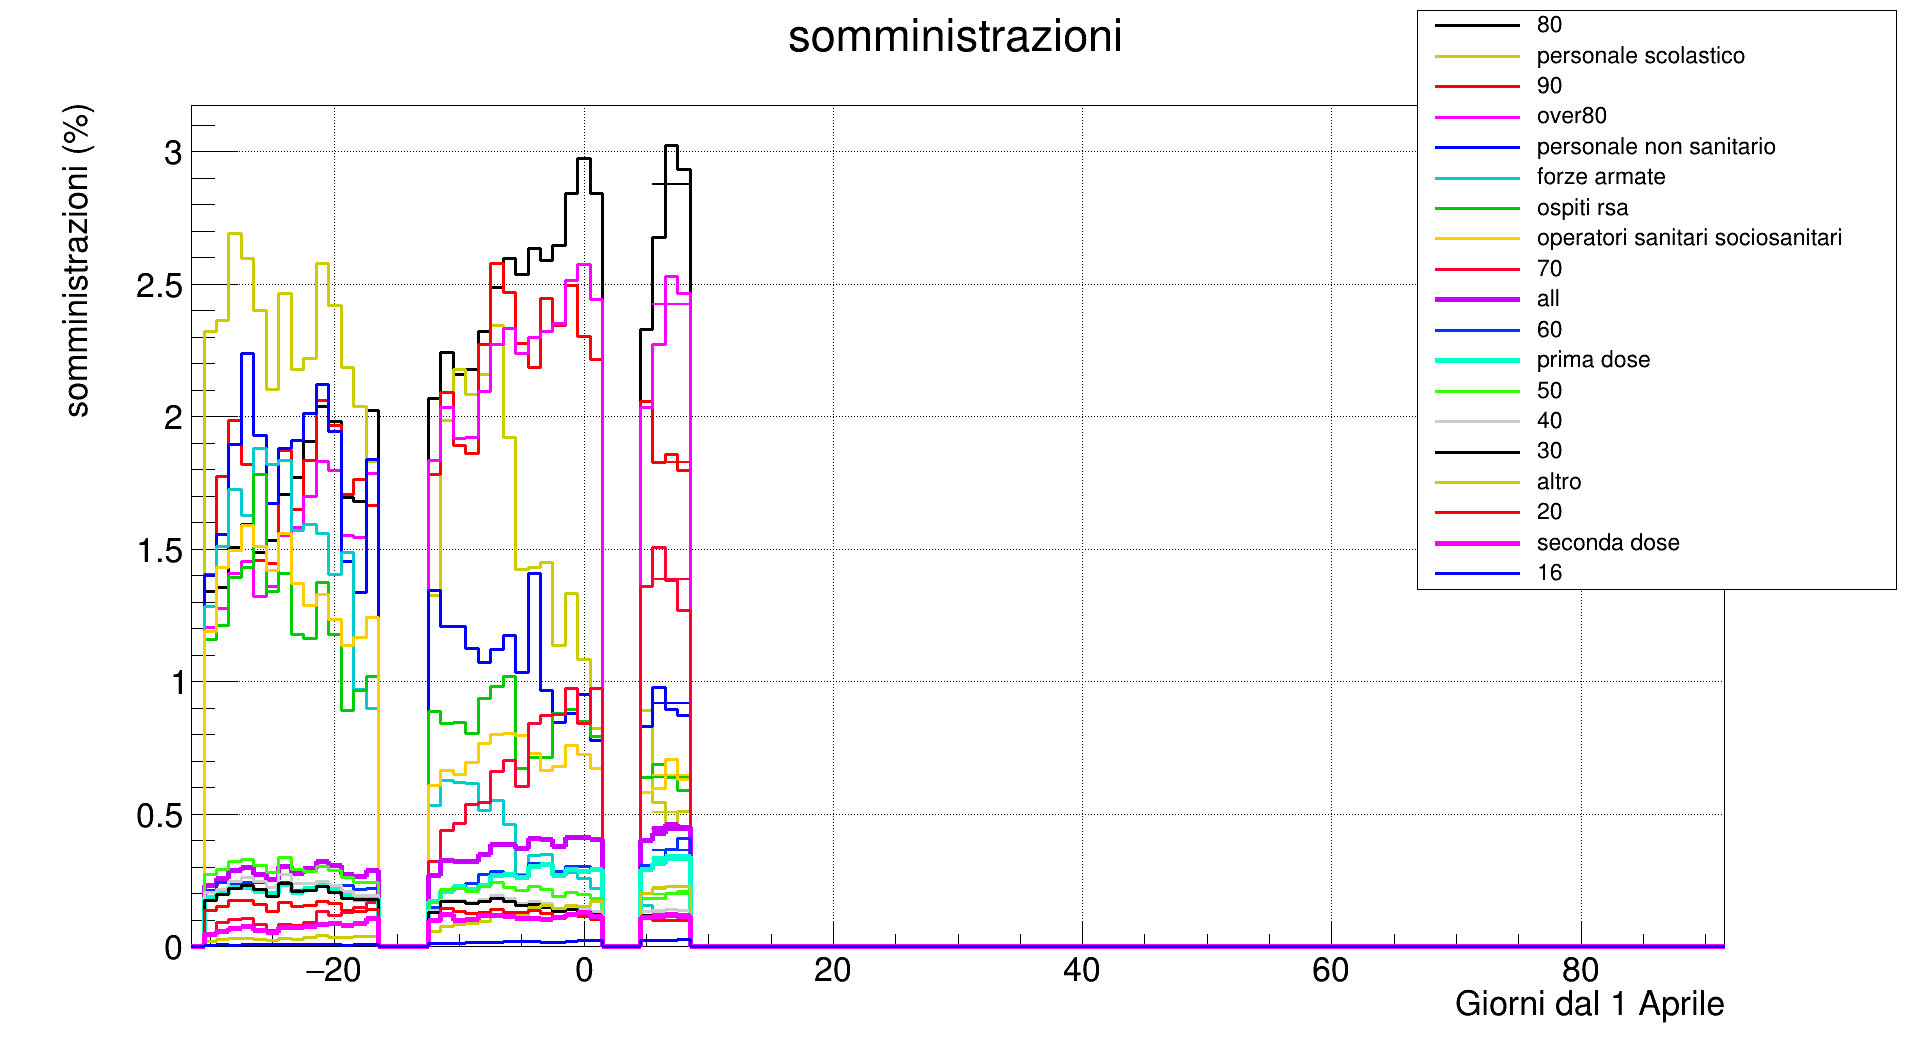 somministrazioni
80
personale scolastico
90
over80
personale non sanitario
forze armate
ospiti rsa
operatori sanitari sociosanitari
70
all
60
prima dose
50
40
30
altro
20
seconda dose
16
somministrazioni (%)
3
2.5
2
1.5
1
0.5
0
−20 0 20 40 60 80
Giorni dal 1 Aprile